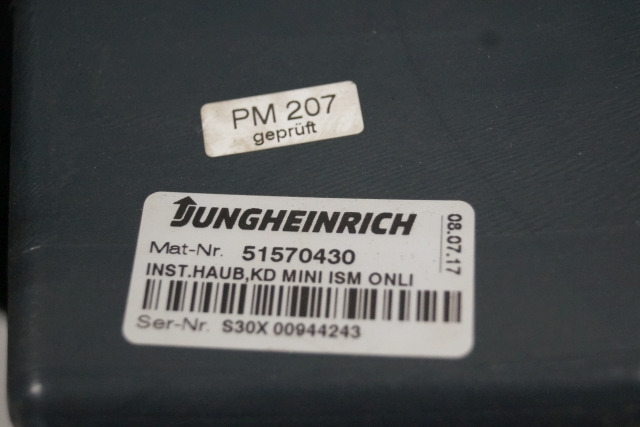 PM 207
geprüft
JUNGHEINRICH
Mat-Nr. 51570430
INST.HAUB,KD MINI ISM ONLI
Ser-Nr. S30X 00944243
08.07.17